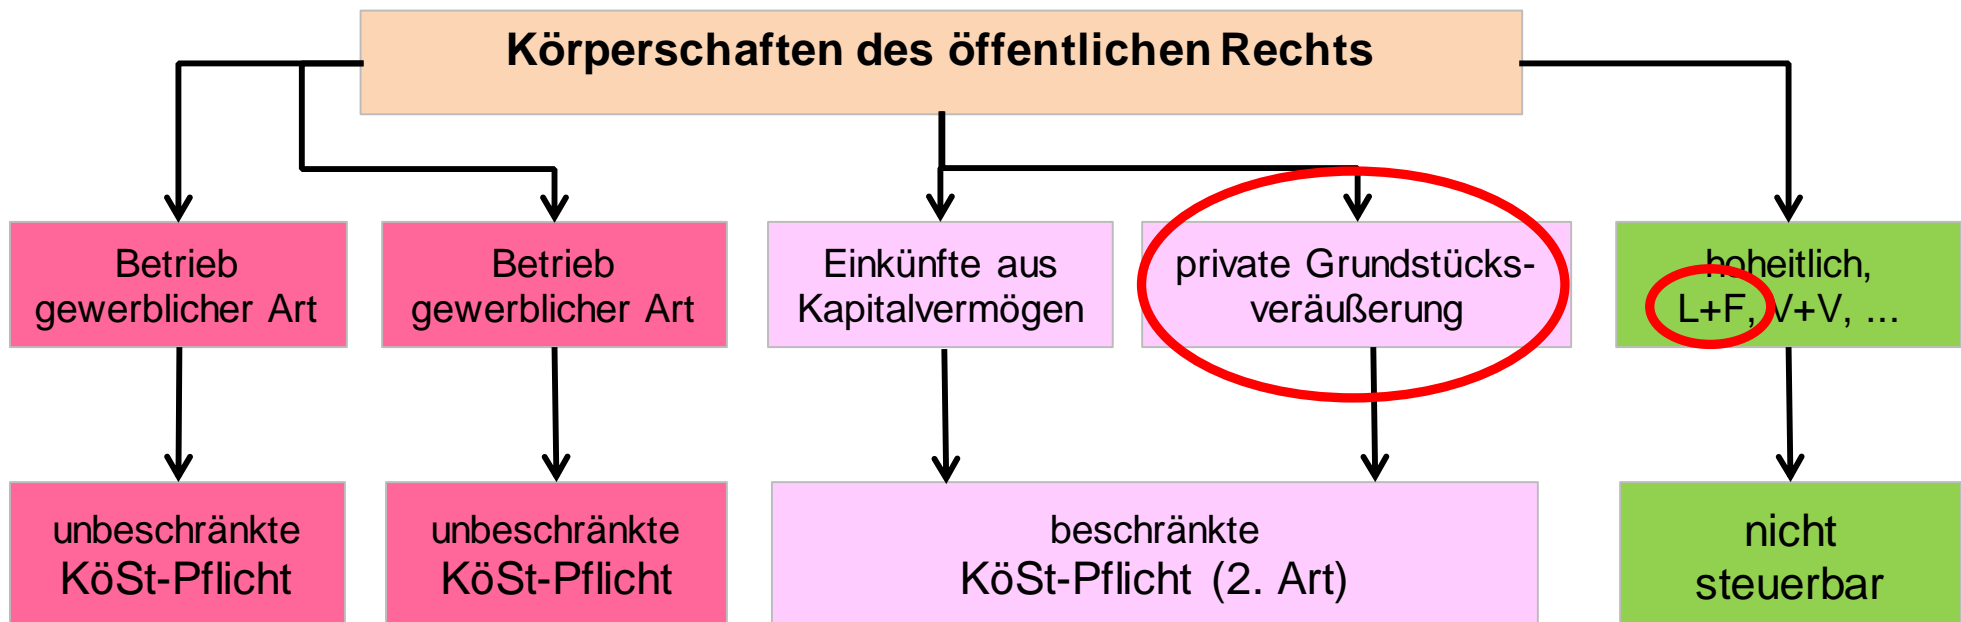 Körperschaften des öffentlichen Rechts
Betrieb
gewerblicher Art
Betrieb
gewerblicher Art
Einkünfte aus
Kapitalvermögen
private Grundstücks-
veräußerung
hoheitlich,
L+F, V+V, ...
unbeschränkte
KöSt-Pflicht
unbeschränkte
KöSt-Pflicht
beschränkte
KöSt-Pflicht (2. Art)
nicht
steuerbar